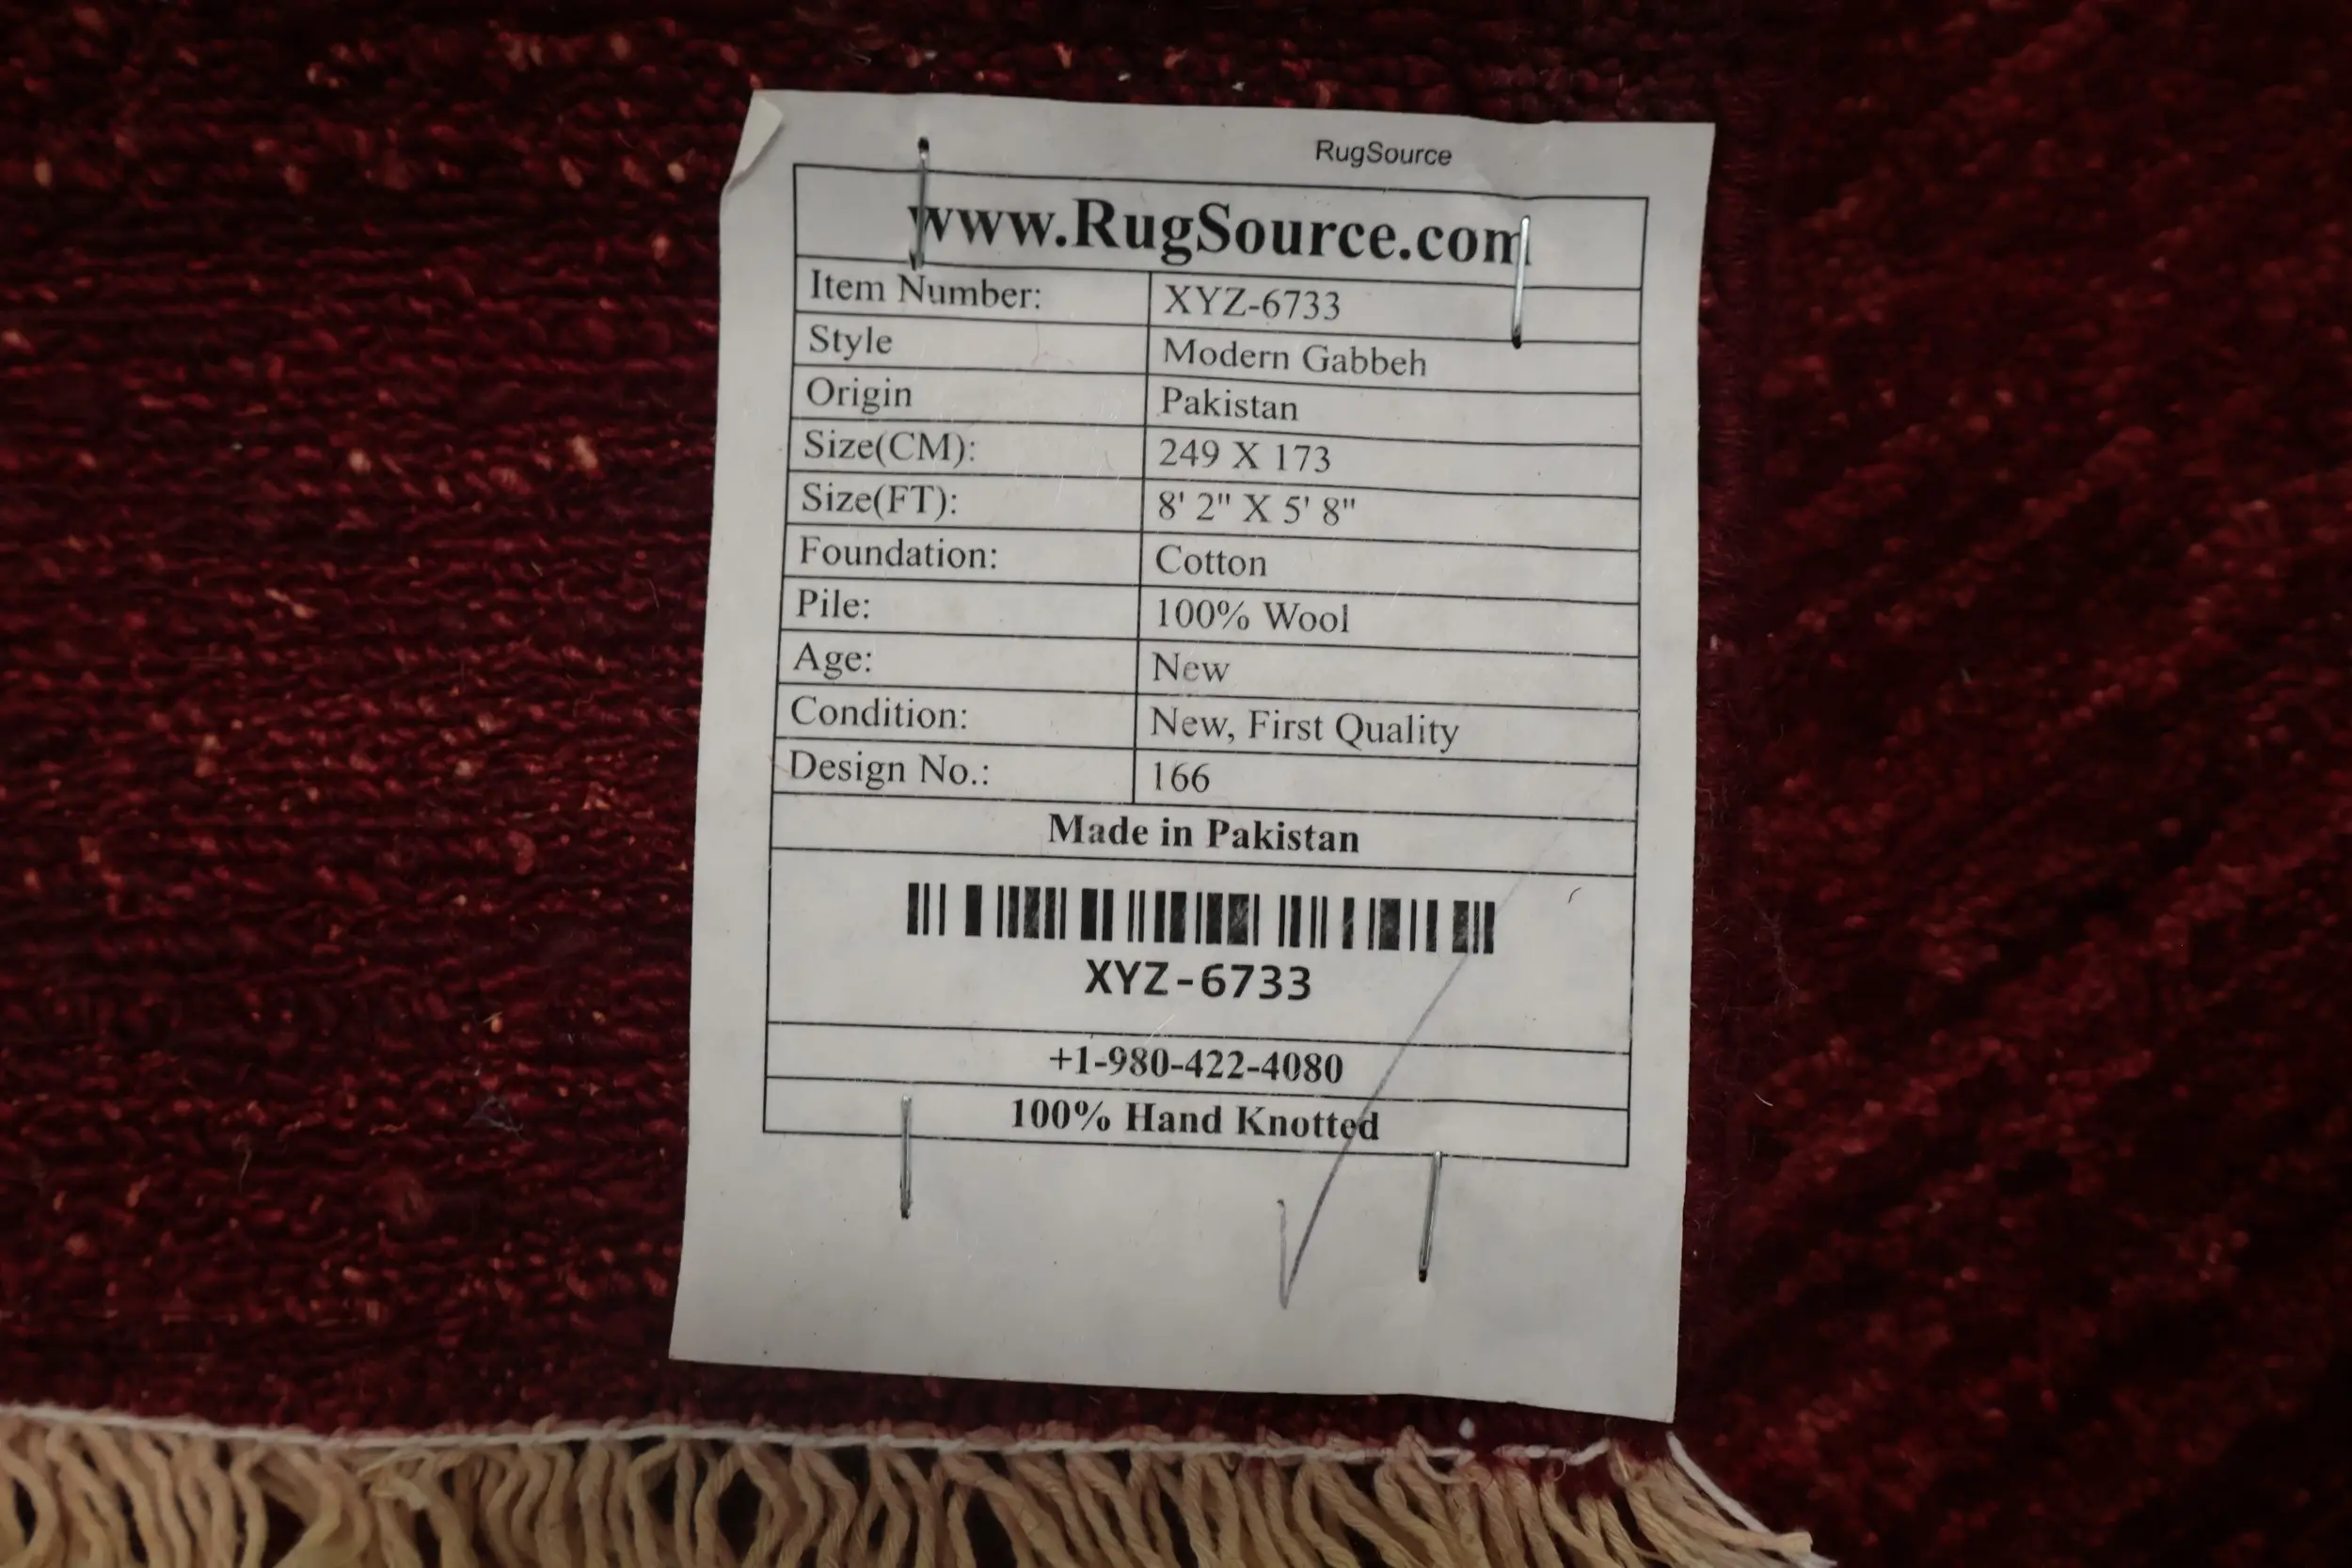 RugSource
www.RugSource.com
Item Number: XYZ-6733
Style Modern Gabbeh
Origin Pakistan
Size(CM): 249 X 173
Size(FT): 8' 2" X 5' 8"
Foundation: Cotton
Pile: 100% Wool
Age: New
Condition: New, First Quality
Design No.: 166
Made in Pakistan
XYZ-6733
+1-980-422-4080
100% Hand Knotted